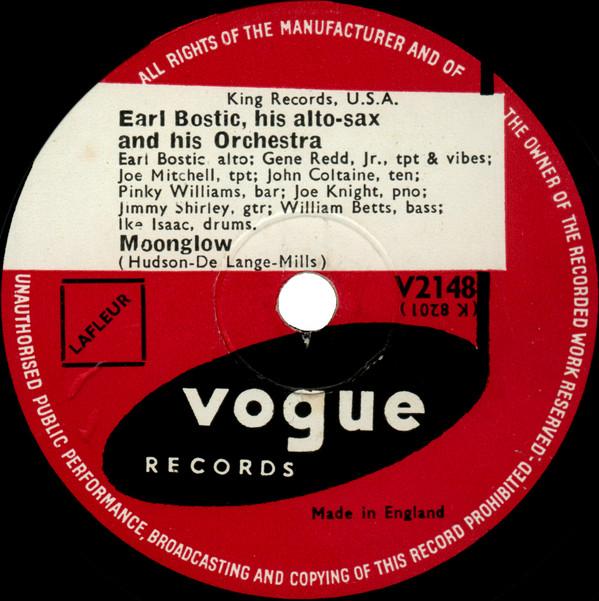 ALL RIGHTS OF THE MANUFACTURER AND OF THE OWNER OF THE RECORDED WORK RESERVED· UNAUTHORISED PUBLIC PERFORMANCE, BROADCASTING AND COPYING OF THIS RECORD PROHIBITED·
King Records, U.S.A.
Earl Bostic, his alto-sax
and his Orchestra
Earl Bostic alto; Gene Redd, Jr., tpt & vibes;
Joe Mitchell, tpt; John Coltaine, ten;
Pinky Williams, bar; Joe Knight, pno;
Jimmy Shirley, gtr; William Betts, bass;
Ike Isaac, drums.
Moonglow
(Hudson-De Lange-Mills)
LAFLEUR
V2148
(K 8201)
vogue
RECORDS
Made in England